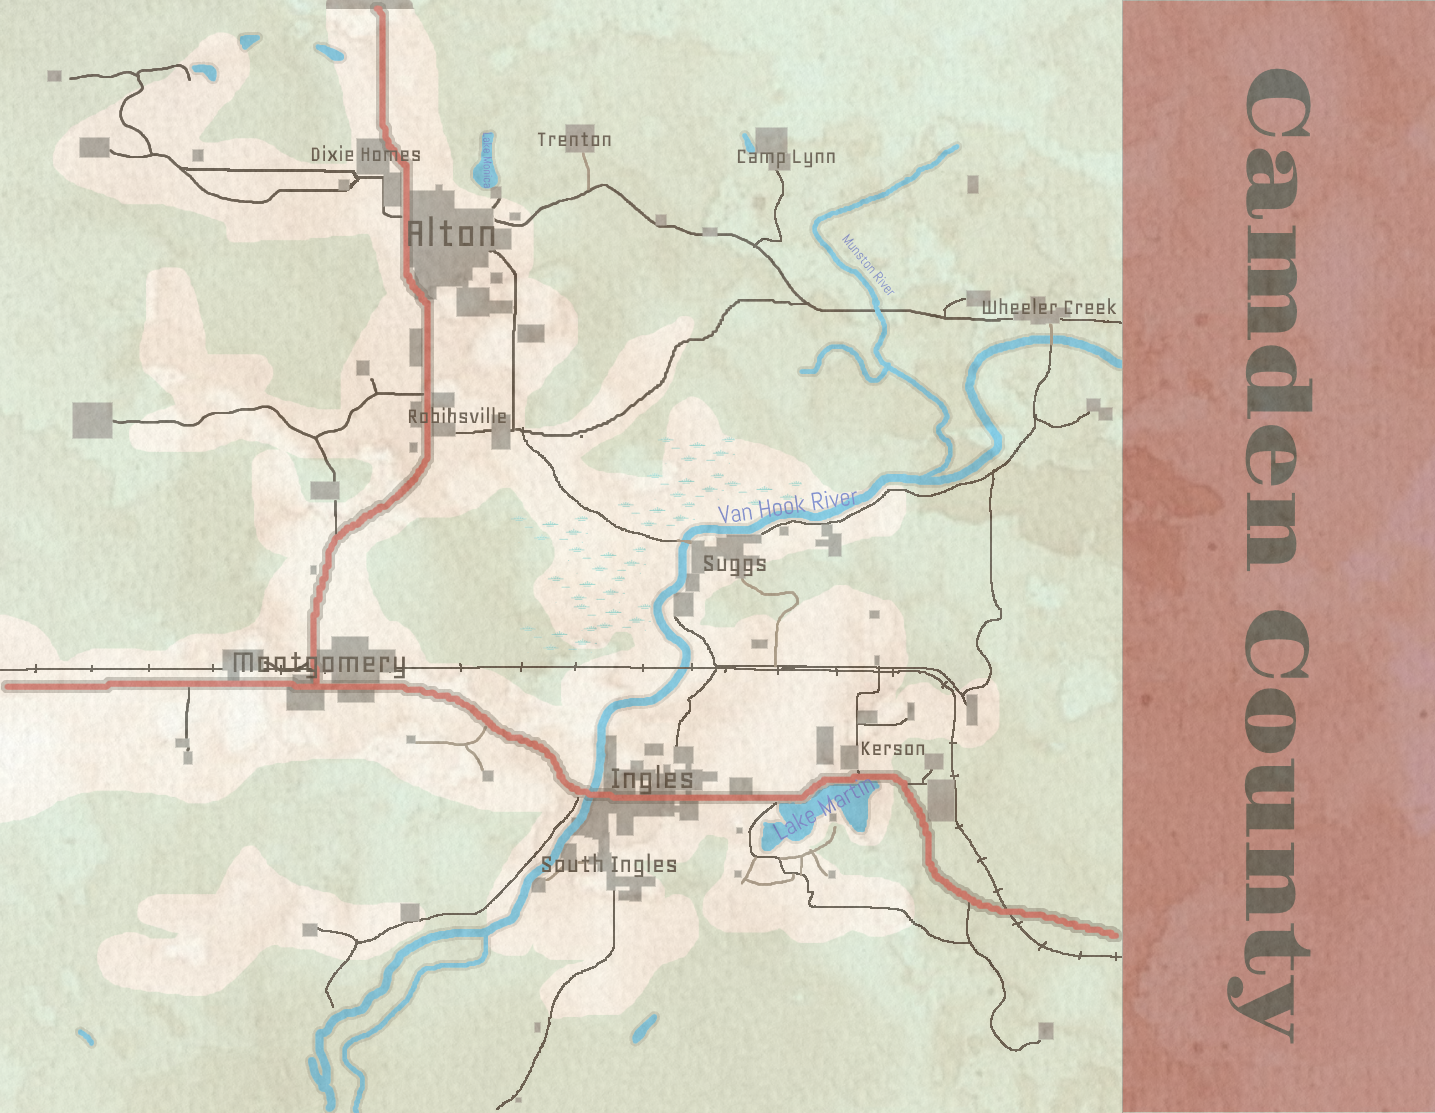 Dixie Homes
Trenton
Camp Lynn
Alton
Munston River
Wheeler Creek
Robinsville
Van Hook River
Suggs
Montgomery
Kerson
Ingles
Lake Martin
South Ingles
Camden County